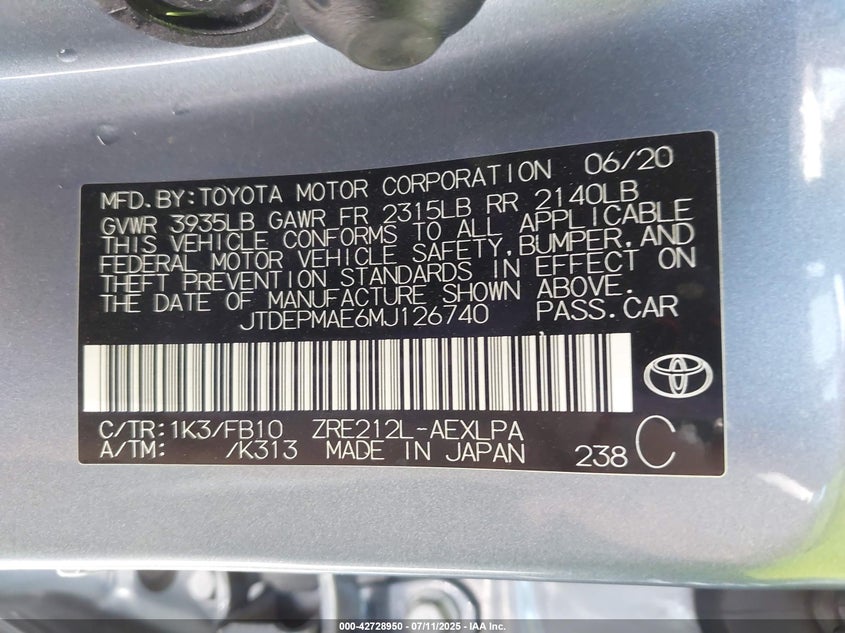 MFD.BY:TOYOTA MOTOR CORPORATION 06/20
GVWR 3935LB GAWR FR 2315LB RR 2140LB
THIS VEHICLE CONFORMS TO ALL APPLICABLE
FEDERAL MOTOR VEHICLE SAFETY,BUMPER,AND
THEFT PREVENTION STANDARDS IN EFFECT ON
THE DATE OF MANUFACTURE SHOWN ABOVE.
JTDEPMAE6MJ126740 PASS.CAR
C/TR:1K3/FB10 ZRE212L-AEXLPA
A/TM: /K313 MADE IN JAPAN 238 C
000-42728950 - 07/11/2025 - IAA Inc.